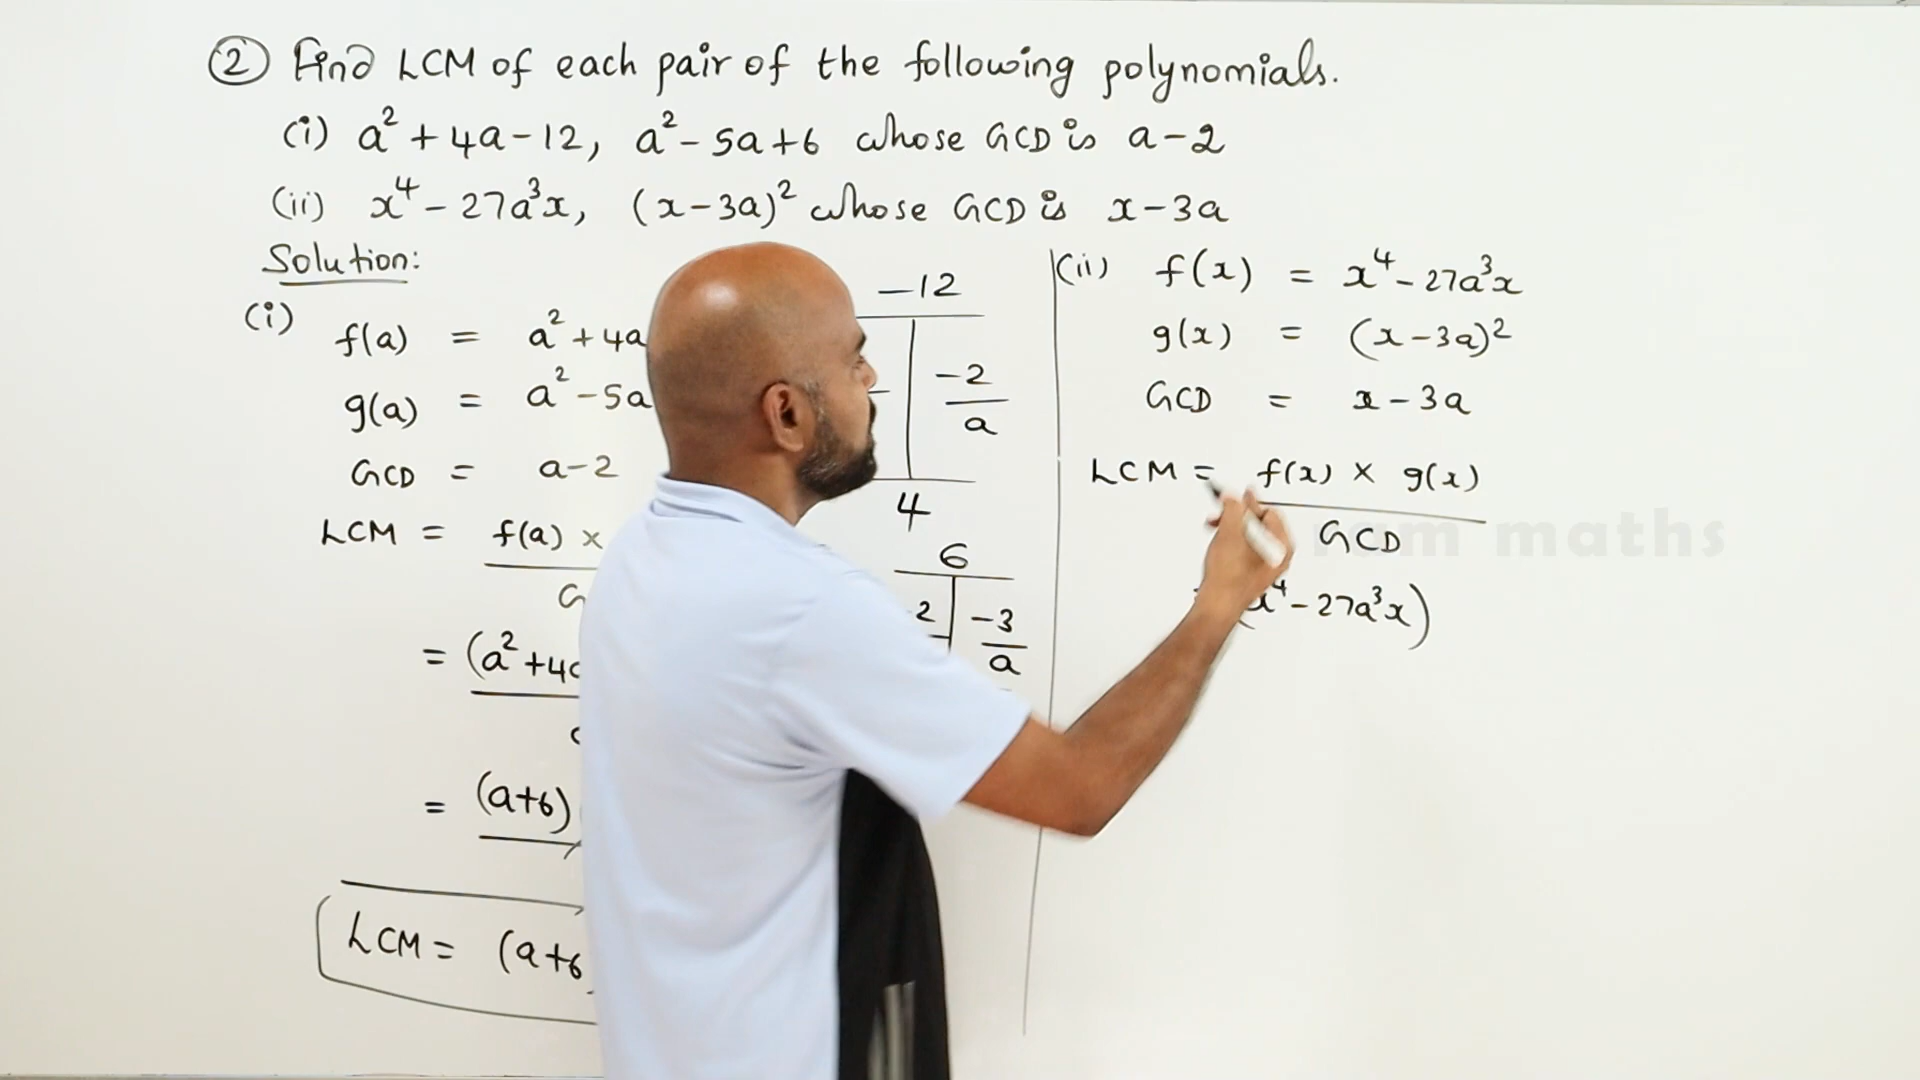 ② Find LCM of each pair of the following polynomials.
(i) a² + 4a - 12, a² - 5a + 6 whose GCD is a - 2
(ii) x⁴ - 27a³x, (x - 3a)² whose GCD is x - 3a
Solution:
(i)
f(a) = a² + 4a
g(a) = a² - 5a
GCD = a - 2
LCM = f(a) ×
G
= (a² + 4a
= (a+6)
LCM = (a+6
-12
-2
a
4
6
2 -3
a
(ii) f(x) = x⁴ - 27a³x
g(x) = (x - 3a)²
GCD = x - 3a
LCM = f(x) × g(x)
GCD
(x⁴ - 27a³x)
ram maths